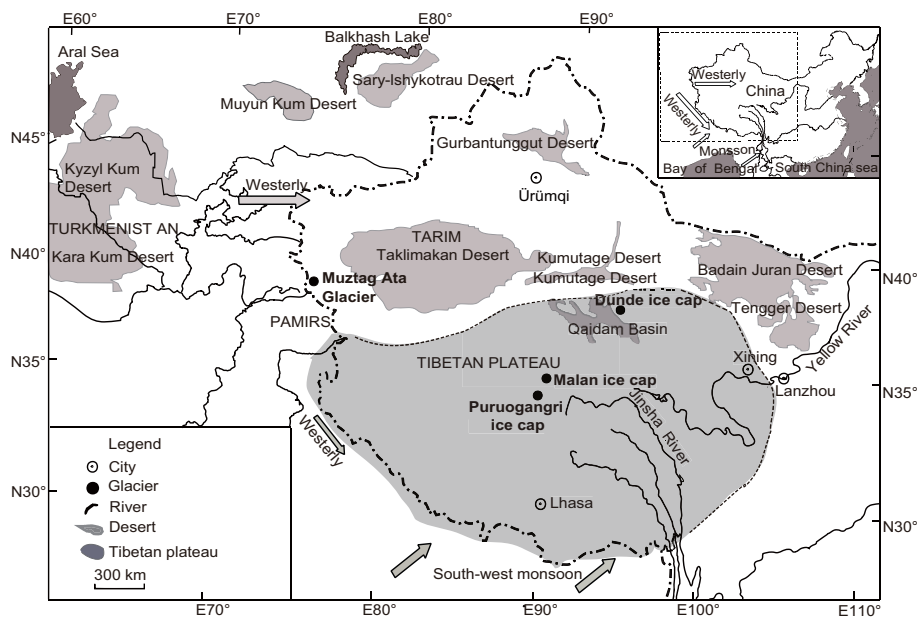 E60°
E70°
E80°
E90°
Aral Sea
Balkhash Lake
Sary-Ishykotrau Desert
Muyun Kum Desert
Westerly
China
Westerly
Monsson
Bay of Bengal
South China sea
N45°
Gurbantunggut Desert
Kyzyl Kum
Desert
Westerly
Ürümqi
TURKMENIST AN
TARIM
Taklimakan Desert
N40°
Kara Kum Desert
Kumutage Desert
Kumutage Desert
Badain Juran Desert
N40°
Muztag Ata
Glacier
Dunde ice cap
Tengger Desert
PAMIRS
Qaidam Basin
Yellow River
N35°
TIBETAN PLATEAU
Xining
Malan ice cap
Lanzhou
N35°
Puruogangri
ice cap
Jinsha River
Westerly
Legend
City
Glacier
River
Desert
Tibetan plateau
300 km
N30°
Lhasa
N30°
South-west monsoon
E70°
E80°
E90°
E100°
E110°